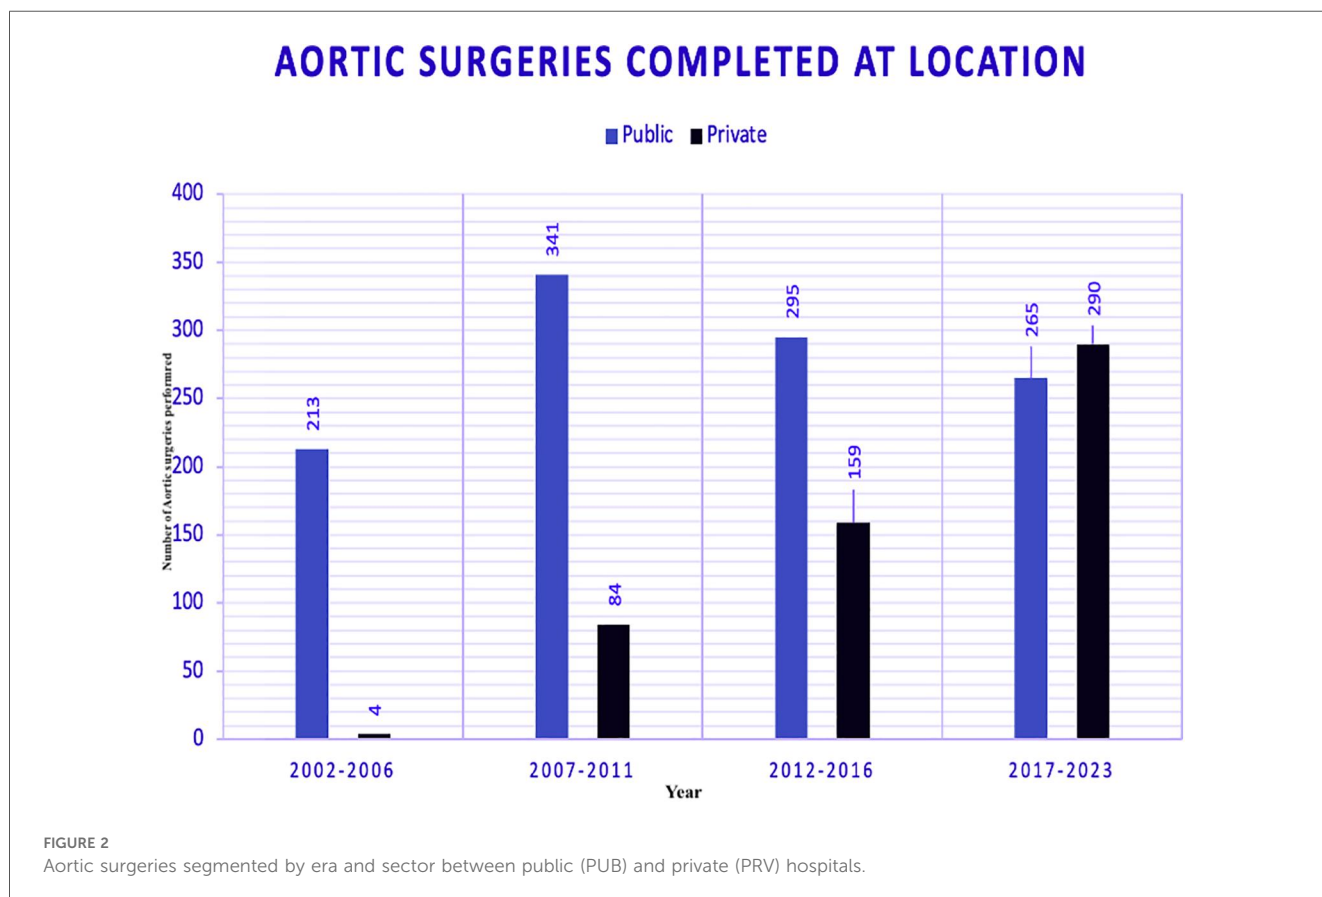 AORTIC SURGERIES COMPLETED AT LOCATION
Public Private
400
350
300
250
200
150
100
50
0
Number of Aortic surgeries performred
213
4
341
84
295
159
265
290
2002-2006 2007-2011 2012-2016 2017-2023
Year
FIGURE 2
Aortic surgeries segmented by era and sector between public (PUB) and private (PRV) hospitals.